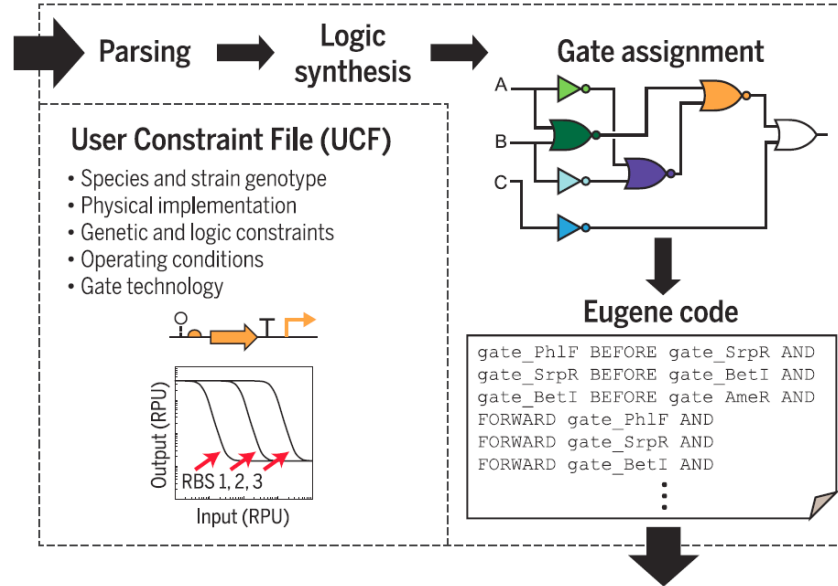 Parsing
Logic
synthesis
Gate assignment
A
B
C
User Constraint File (UCF)
• Species and strain genotype
• Physical implementation
• Genetic and logic constraints
• Operating conditions
• Gate technology
Output (RPU)
RBS 1, 2, 3
Input (RPU)
Eugene code
gate_PhlF BEFORE gate_SrpR AND
gate_SrpR BEFORE gate_BetI AND
gate_BetI BEFORE gate AmeR AND
FORWARD gate_PhlF AND
FORWARD gate_SrpR AND
FORWARD gate_BetI AND
⋮